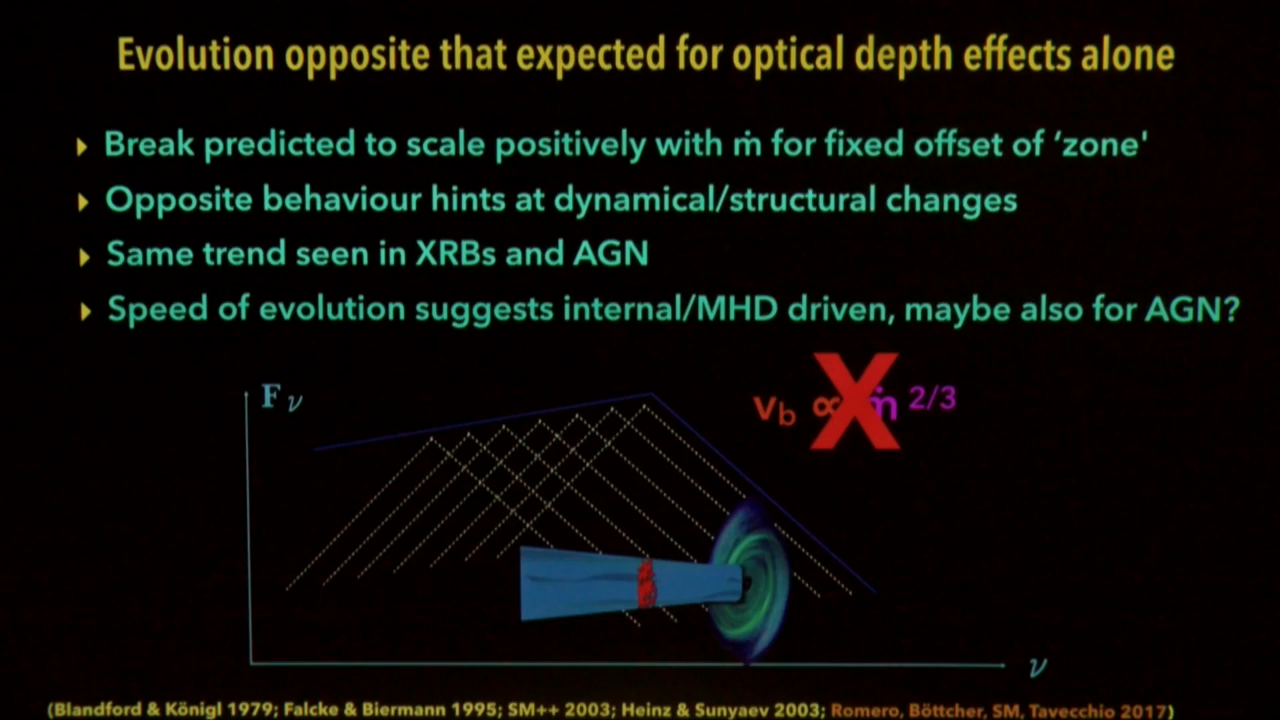 Evolution opposite that expected for optical depth effects alone
Break predicted to scale positively with ṁ for fixed offset of ‘zone'
Opposite behaviour hints at dynamical/structural changes
Same trend seen in XRBs and AGN
Speed of evolution suggests internal/MHD driven, maybe also for AGN?
F ν
ν_b ∝ ṁ 2/3
X
ν
(Blandford & Königl 1979; Falcke & Biermann 1995; SM++ 2003; Heinz & Sunyaev 2003; Romero, Böttcher, SM, Tavecchio 2017)